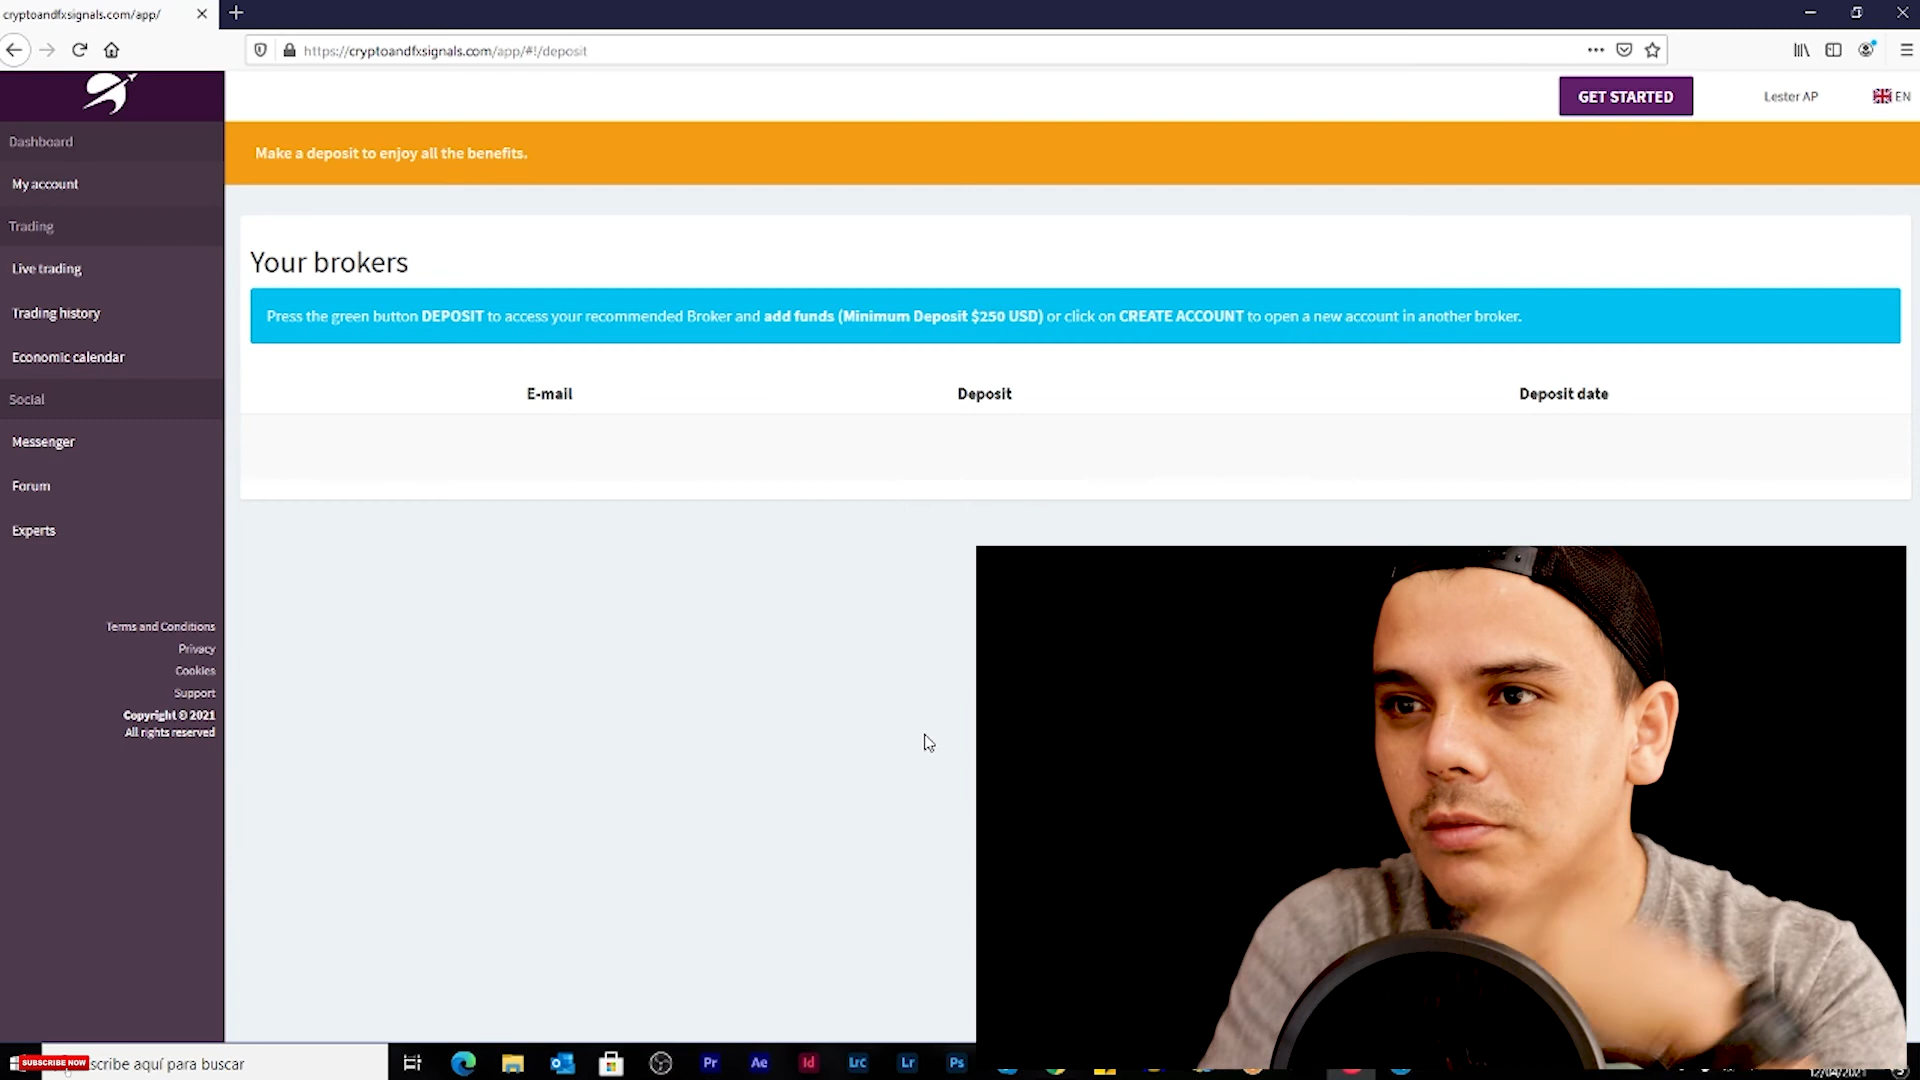 cryptoandfxsignals.com/app/
https://cryptoandfxsignals.com/app/#!/deposit
GET STARTED
Lester AP
EN
Dashboard
My account
Trading
Live trading
Trading history
Economic calendar
Social
Messenger
Forum
Experts
Terms and Conditions
Privacy
Cookies
Support
Copyright © 2021
All rights reserved
Make a deposit to enjoy all the benefits.
Your brokers
Press the green button DEPOSIT to access your recommended Broker and add funds (Minimum Deposit $250 USD) or click on CREATE ACCOUNT to open a new account in another broker.
E-mail Deposit Deposit date
SUBSCRIBE NOW
scribe aquí para buscar
Pr Ae Id LrC Lr Ps
12/04/2021